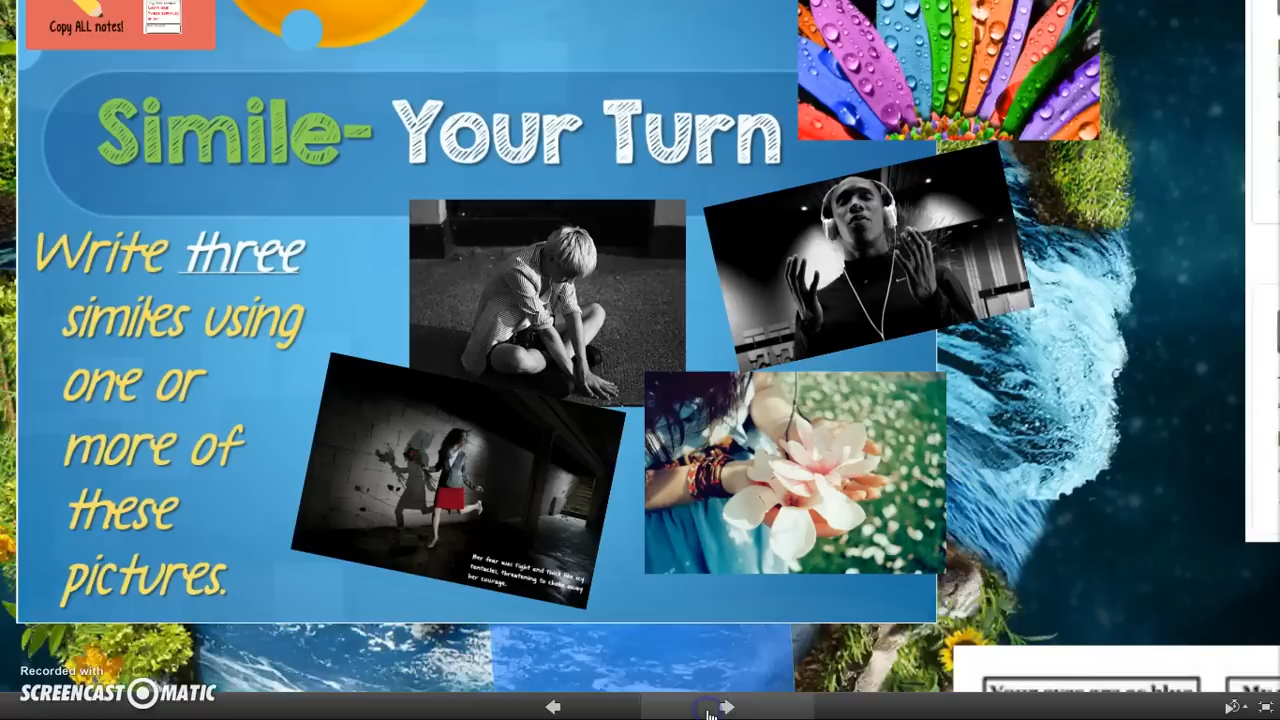 Copy ALL notes!
Simile- Your Turn
Write three
similes using
one or
more of
these
pictures.
Her fear was tight and thick like icy
tentacles, threatening to choke away
her courage.
Recorded with
SCREENCAST MATIC